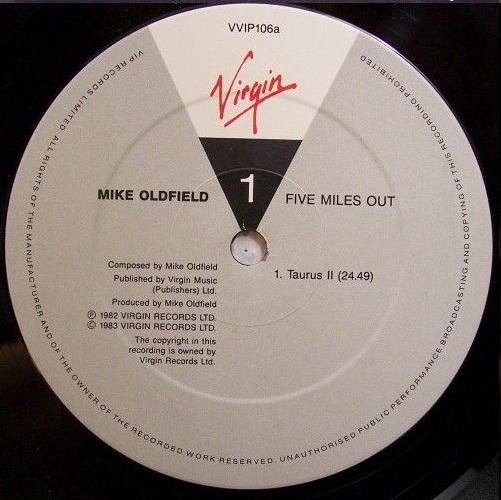 VVIP106a
Virgin
MIKE OLDFIELD
1
FIVE MILES OUT
Composed by Mike Oldfield
Published by Virgin Music
(Publishers) Ltd.
Produced by Mike Oldfield
Ⓟ 1982 VIRGIN RECORDS LTD.
© 1983 VIRGIN RECORDS LTD.
The copyright in this
recording is owned by
Virgin Records Ltd.
1. Taurus II (24.49)
VIP RECORDS LIMITED. ALL RIGHTS OF THE MANUFACTURER AND OF THE OWNER OF THE RECORDED WORK RESERVED. UNAUTHORISED PUBLIC PERFORMANCE BROADCASTING AND COPYING OF THIS RECORDING PROHIBITED